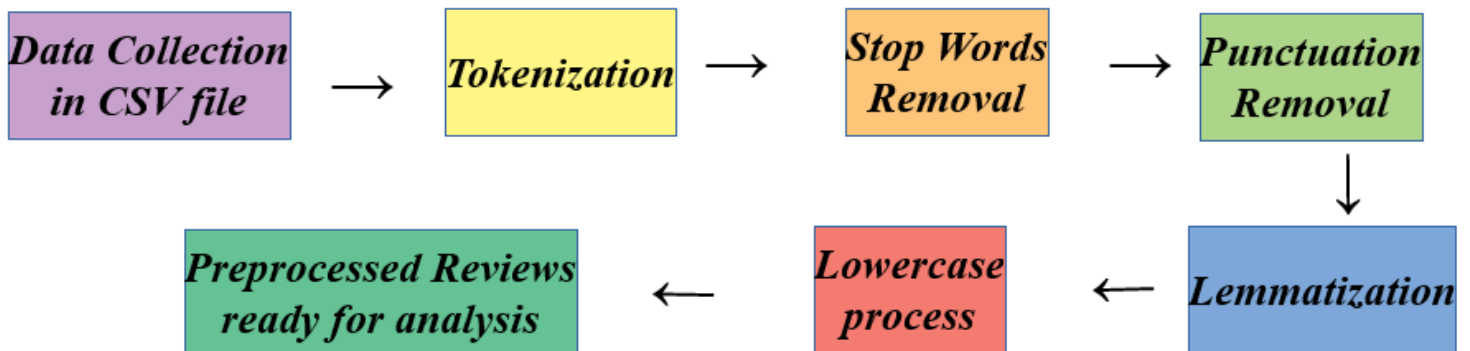 Data Collection
in CSV file
Tokenization
Stop Words
Removal
Punctuation
Removal
Lemmatization
Lowercase
process
Preprocessed Reviews
ready for analysis